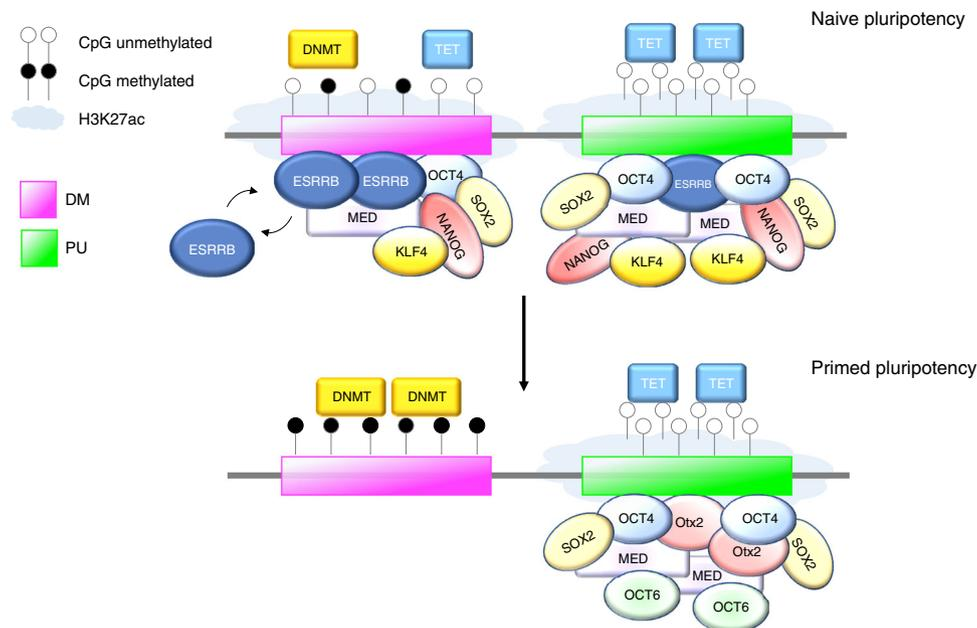 Naive pluripotency
CpG unmethylated
CpG methylated
H3K27ac
DM
PU
DNMT
TET
TET
TET
ESRRB
ESRRB
OCT4
SOX2
MED
NANOG
KLF4
ESRRB
SOX2
OCT4
ESRRB
OCT4
SOX2
MED
MED
NANOG
NANOG
KLF4
KLF4
Primed pluripotency
DNMT
DNMT
TET
TET
SOX2
OCT4
Otx2
OCT4
Otx2
SOX2
MED
MED
OCT6
OCT6